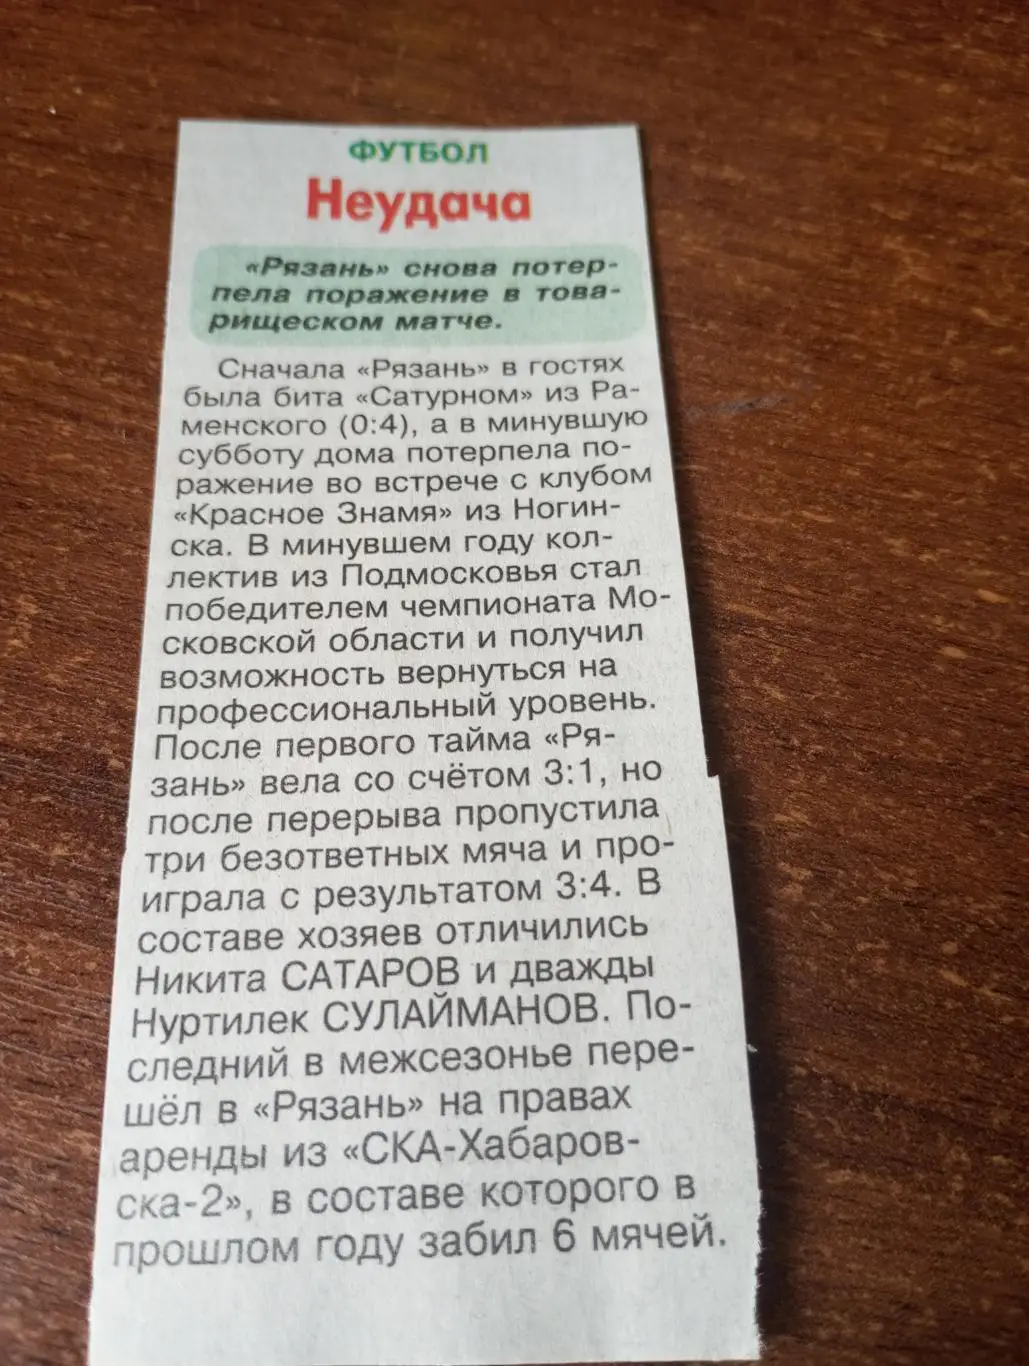 ФУТБОЛ
Неудача
«Рязань» снова потер-
пела поражение в това-
рищеском матче.
Сначала «Рязань» в гостях
была бита «Сатурном» из Ра-
менского (0:4), а в минувшую
субботу дома потерпела по-
ражение во встрече с клубом
«Красное Знамя» из Ногин-
ска. В минувшем году кол-
лектив из Подмосковья стал
победителем чемпионата Мо-
сковской области и получил
возможность вернуться на
профессиональный уровень.
После первого тайма «Ря-
зань» вела со счётом 3:1, но
после перерыва пропустила
три безответных мяча и про-
играла с результатом 3:4. В
составе хозяев отличились
Никита САТАРОВ и дважды
Нуртилек СУЛАЙМАНОВ. По-
следний в межсезонье пере-
шёл в «Рязань» на правах
аренды из «СКА-Хабаров-
ска-2», в составе которого в
прошлом году забил 6 мячей.